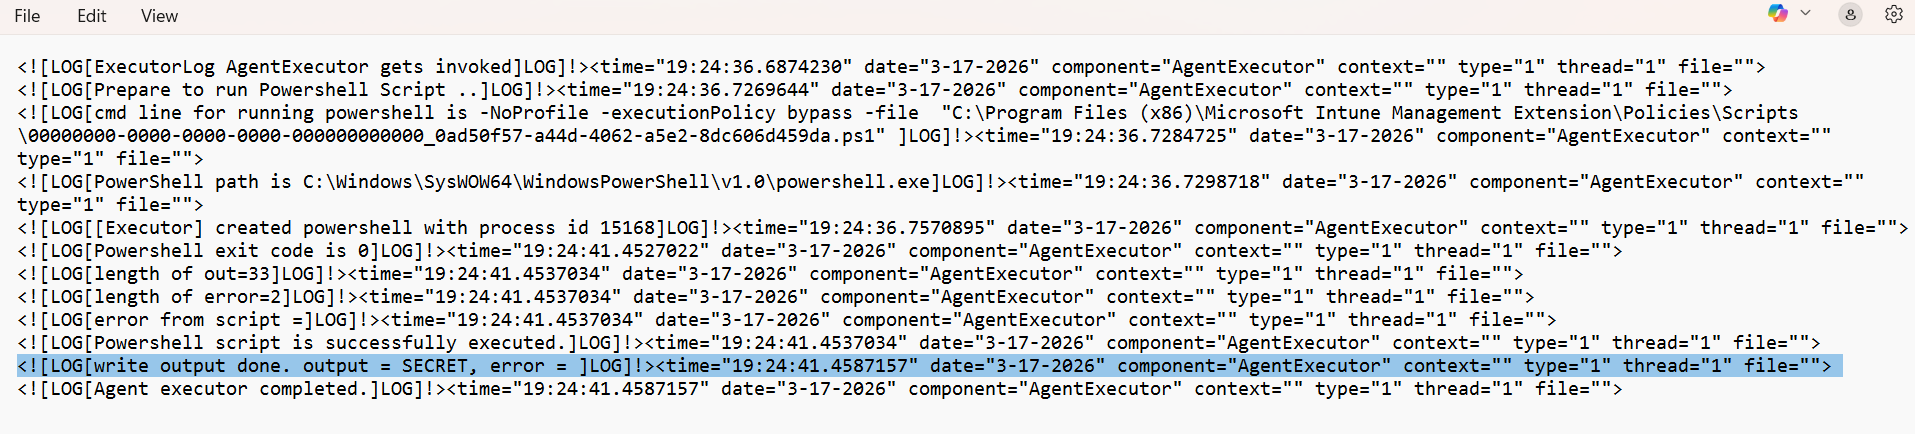 File Edit View
<![LOG[ExecutorLog AgentExecutor gets invoked]LOG]!><time="19:24:36.6874230" date="3-17-2026" component="AgentExecutor" context="" type="1" thread="1" file="">
<![LOG[Prepare to run Powershell Script ..]LOG]!><time="19:24:36.7269644" date="3-17-2026" component="AgentExecutor" context="" type="1" thread="1" file="">
<![LOG[cmd line for running powershell is -NoProfile -executionPolicy bypass -file  "C:\Program Files (x86)\Microsoft Intune Management Extension\Policies\Scripts
\00000000-0000-0000-0000-000000000000_0ad50f57-a44d-4062-a5e2-8dc606d459da.ps1" ]LOG]!><time="19:24:36.7284725" date="3-17-2026" component="AgentExecutor" context=""
type="1" file="">
<![LOG[PowerShell path is C:\Windows\SysWOW64\WindowsPowerShell\v1.0\powershell.exe]LOG]!><time="19:24:36.7298718" date="3-17-2026" component="AgentExecutor" context=""
type="1" file="">
<![LOG[[Executor] created powershell with process id 15168]LOG]!><time="19:24:36.7570895" date="3-17-2026" component="AgentExecutor" context="" type="1" thread="1" file="">
<![LOG[Powershell exit code is 0]LOG]!><time="19:24:41.4527022" date="3-17-2026" component="AgentExecutor" context="" type="1" thread="1" file="">
<![LOG[length of out=33]LOG]!><time="19:24:41.4537034" date="3-17-2026" component="AgentExecutor" context="" type="1" thread="1" file="">
<![LOG[length of error=2]LOG]!><time="19:24:41.4537034" date="3-17-2026" component="AgentExecutor" context="" type="1" thread="1" file="">
<![LOG[error from script =]LOG]!><time="19:24:41.4537034" date="3-17-2026" component="AgentExecutor" context="" type="1" thread="1" file="">
<![LOG[Powershell script is successfully executed.]LOG]!><time="19:24:41.4537034" date="3-17-2026" component="AgentExecutor" context="" type="1" thread="1" file="">
<![LOG[write output done. output = SECRET, error = ]LOG]!><time="19:24:41.4587157" date="3-17-2026" component="AgentExecutor" context="" type="1" thread="1" file="">
<![LOG[Agent executor completed.]LOG]!><time="19:24:41.4587157" date="3-17-2026" component="AgentExecutor" context="" type="1" thread="1" file="">